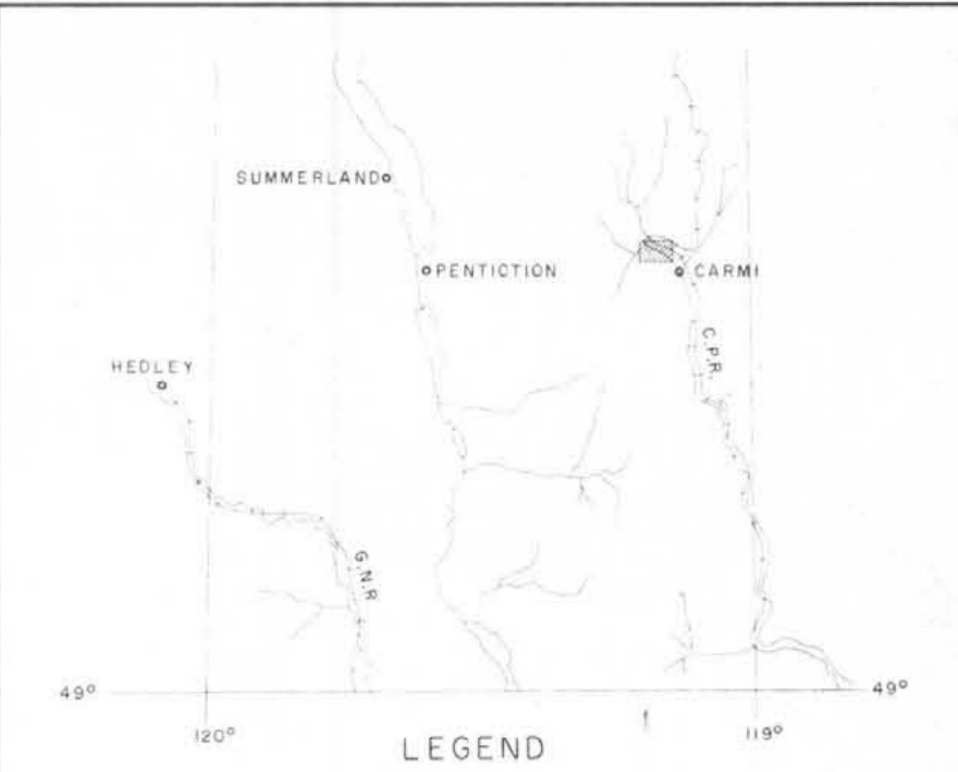 SUMMERLAND
PENTICTION
CARMI
C.P.R.
HEDLEY
G.N.R
49° 49°
120° 119°
LEGEND